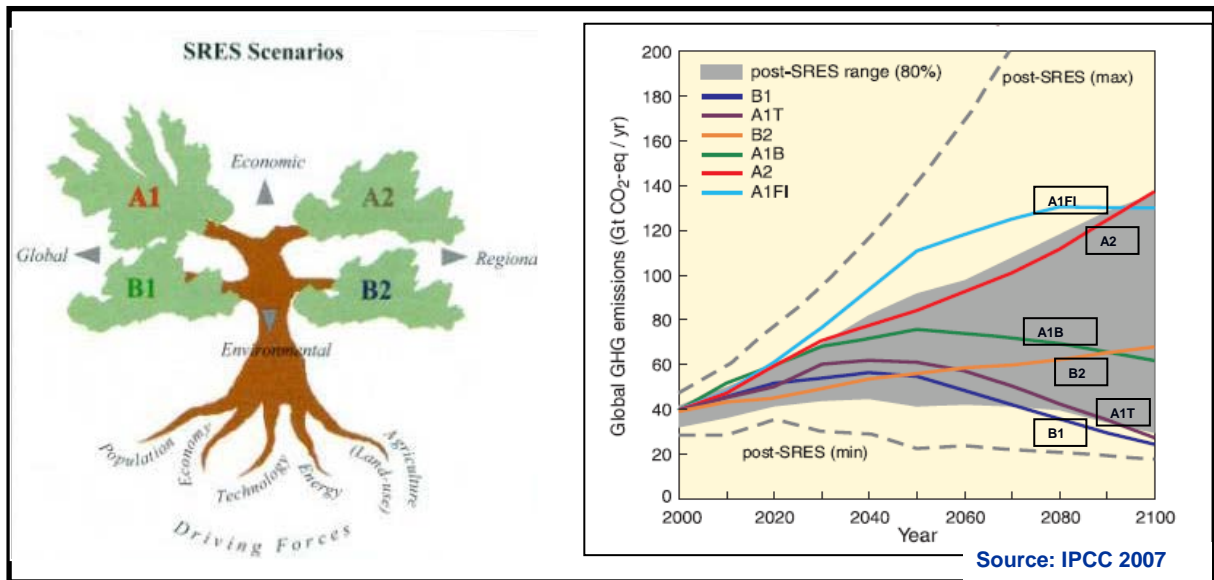 SRES Scenarios
Economic
A1
A2
Global
Regiona
B1
B2
Environmental
Population
Economy
Technology
Energy
(Land-use)
Agriculture
Driving Forces
200
180
160
140
120
100
80
60
40
20
0
Global GHG emissions (Gt CO2-eq / yr)
post-SRES range (80%)
B1
A1T
B2
A1B
A2
A1FI
post-SRES (max)
A1FI
A2
A1B
B2
A1T
B1
post-SRES (min)
2000 2020 2040 2060 2080 2100
Year
Source: IPCC 2007